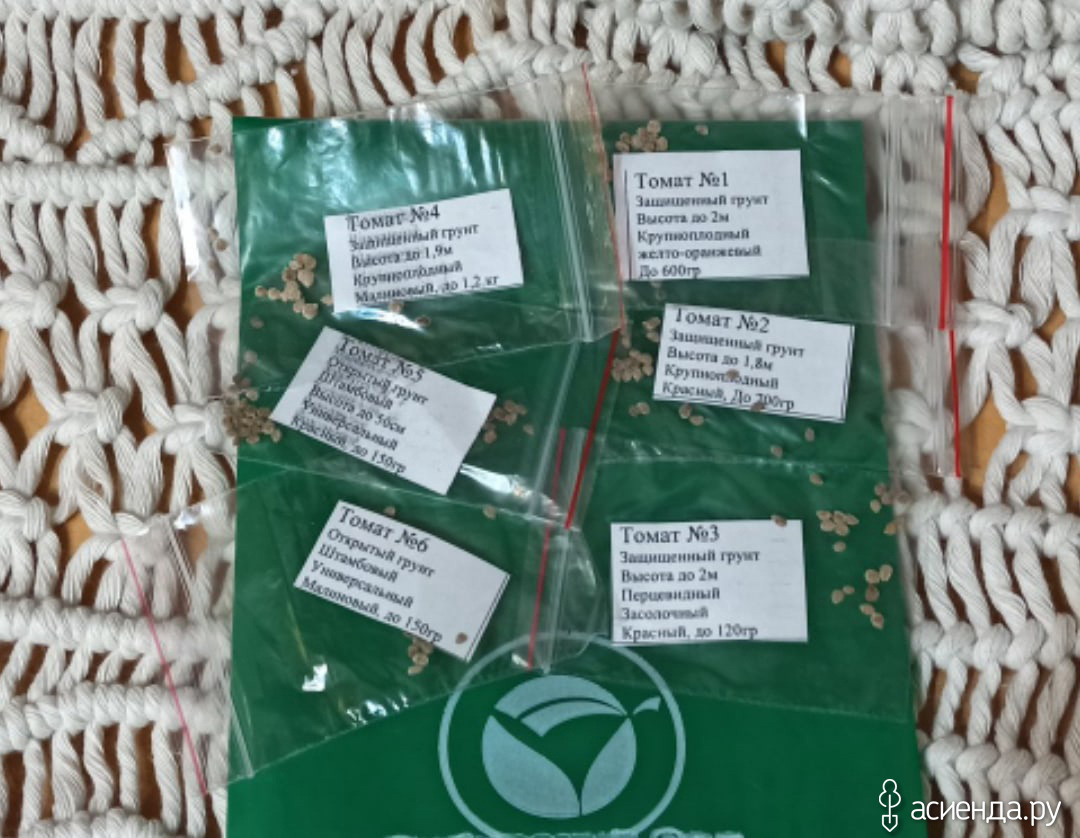 Томат №4
Защищенный грунт
Высота до 1,9м
Крупноплодный
Малиновый, до 1.2 кг
Томат №1
Защищенный грунт
Высота до 2м
Крупноплодный
желто-оранжевый
До 600гр
Томат №5
Открытый грунт
Штамбовый
Высота до 50см
Универсальный
Красный, до 150гр
Томат №2
Защищенный грунт
Высота до 1,8м
Крупноплодный
Красный, До 200гр
Томат №6
Открытый грунт
Штамбовый
Универсальный
Малиновый, до 150гр
Томат №3
Защищенный грунт
Высота до 2м
Перцевидный
Засолочный
Красный, до 120гр
асиенда.ру